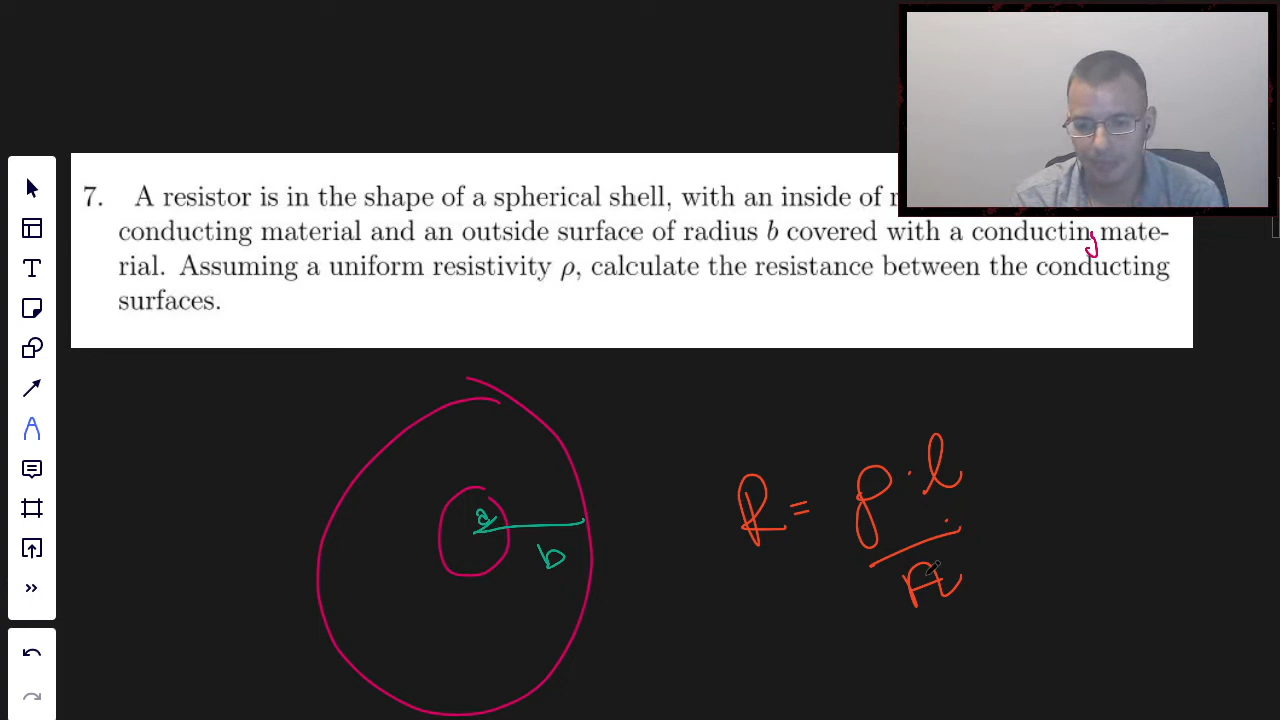 7. A resistor is in the shape of a spherical shell, with an inside of
conducting material and an outside surface of radius b covered with a conducting mate-
rial. Assuming a uniform resistivity ρ, calculate the resistance between the conducting
surfaces.
a
b
R = ρ · l
A